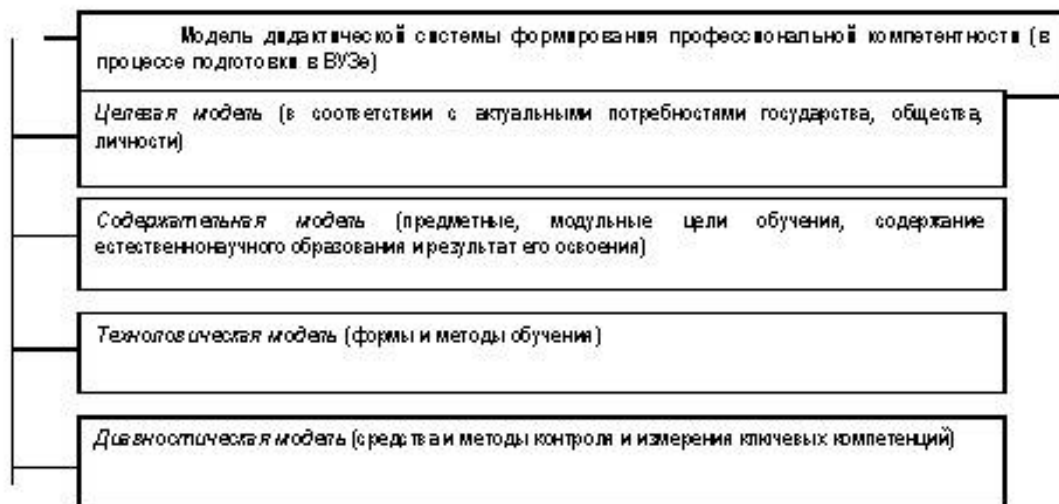 Модель дидактической системы формирования профессиональной компетентности (в
процессе подготовки в ВУЗе)
Целевая модель (в соответствии с актуальными потребностями государства, общества,
личности)
Содержательная модель (предметные, модульные цели обучения, содержание
естественнонаучного образования и результат его освоения)
Технологическая модель (формы и методы обучения)
Диагностическая модель (средства и методы контроля и измерения ключевых компетенций)